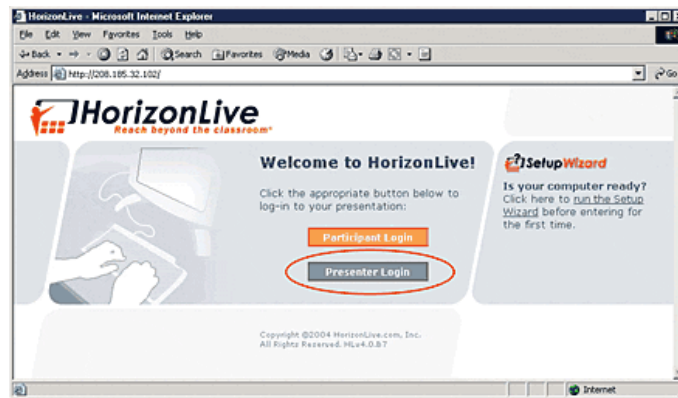 HorizonLive - Microsoft Internet Explorer
File Edit View Favorites Tools Help
Back Search Favorites Media
Address http://208.185.32.102/ Go
HorizonLive
Reach beyond the classroom
Welcome to HorizonLive!
Click the appropriate button below to
log-in to your presentation:
Participant Login
Presenter Login
SetupWizard
Is your computer ready?
Click here to run the Setup
Wizard before entering for
the first time.
Copyright ©2004 HorizonLive.com, Inc.
All Rights Reserved. HLv4.0.B7
Internet